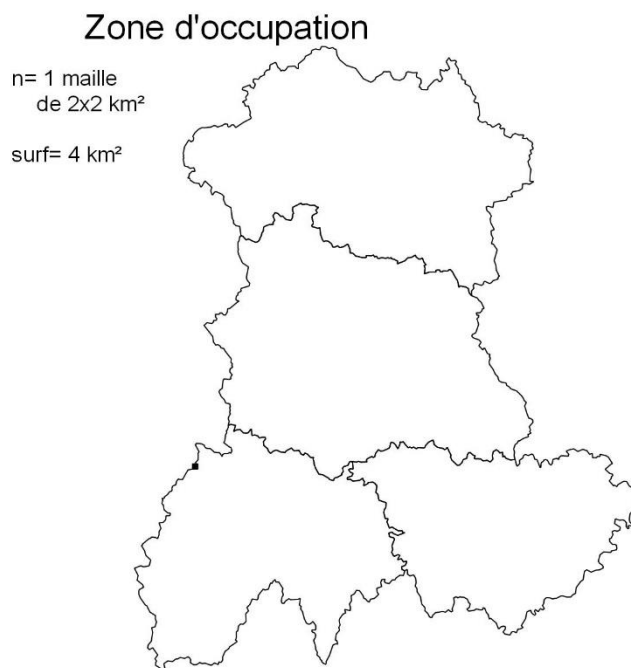 Zone d'occupation
n= 1 maille
de 2x2 km²
surf= 4 km²